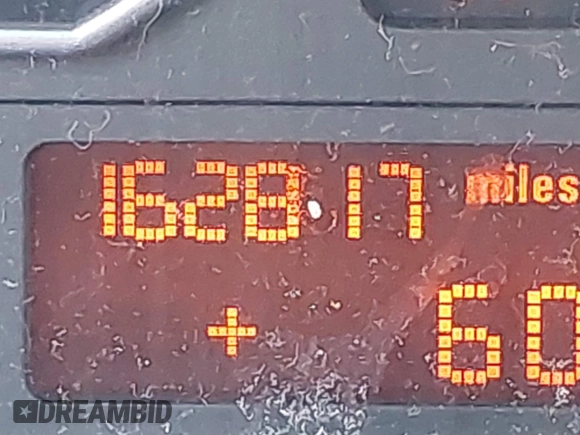 162817 miles
+ 60
DREAMBID